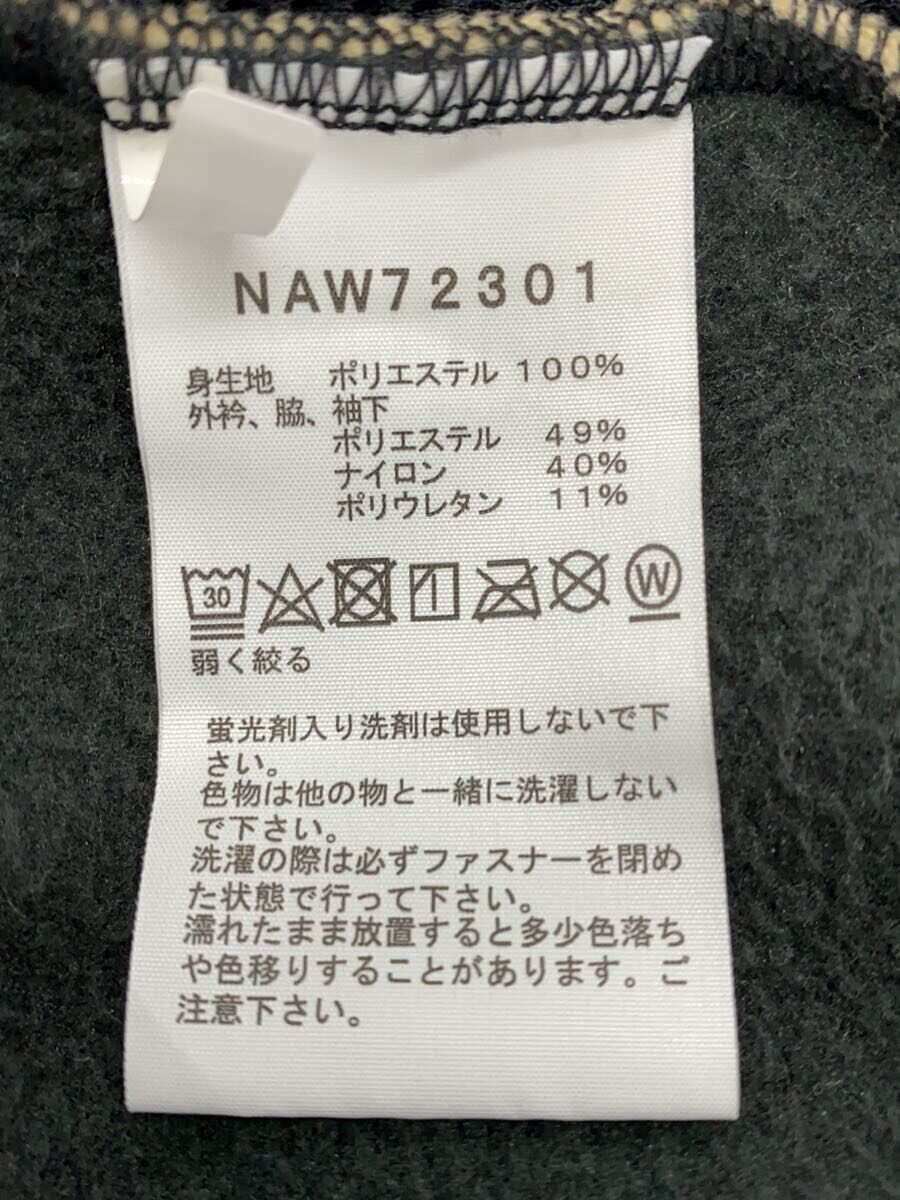 NAW72301
身生地 ポリエステル 100%
外衿、脇、袖下
ポリエステル 49%
ナイロン 40%
ポリウレタン 11%
30 W
弱く絞る
蛍光剤入り洗剤は使用しないで下
さい。
色物は他の物と一緒に洗濯しない
で下さい。
洗濯の際は必ずファスナーを閉め
た状態で行って下さい。
濡れたまま放置すると多少色落ち
や色移りすることがあります。ご
注意下さい。